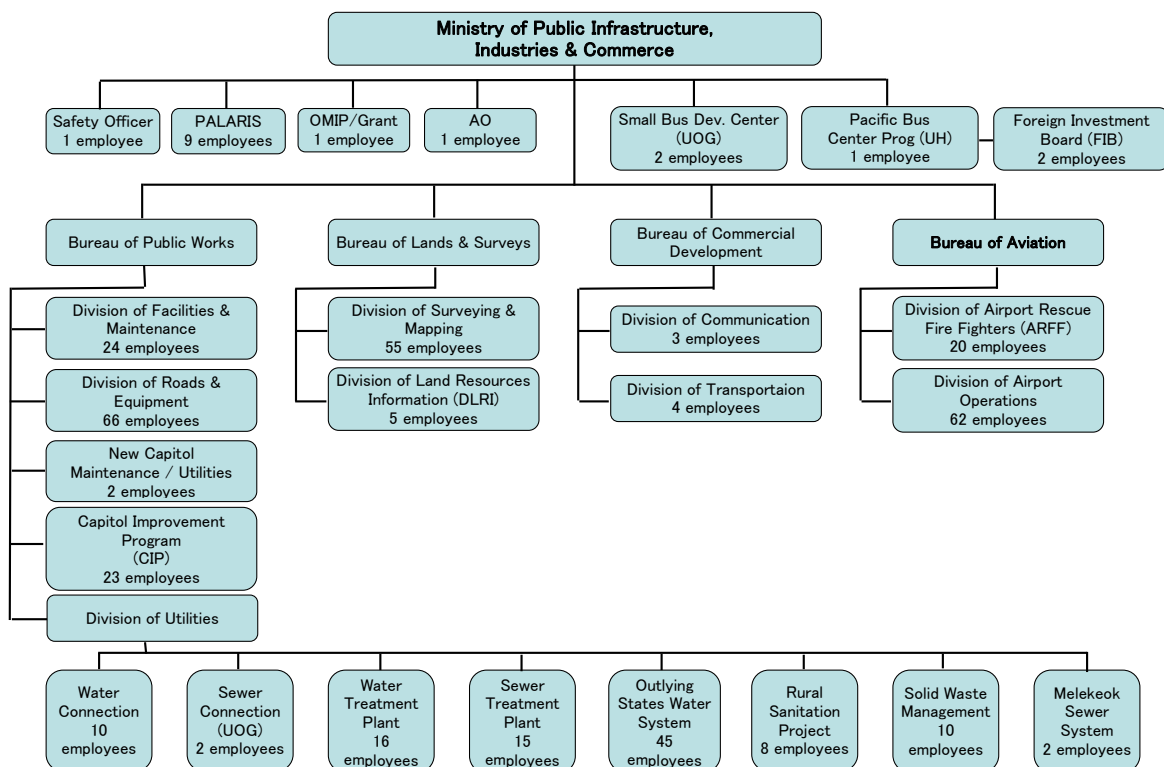 Ministry of Public Infrastructure,
Industries & Commerce
Safety Officer
1 employee
PALARIS
9 employees
OMIP/Grant
1 employee
AO
1 employee
Small Bus Dev. Center
(UOG)
2 employees
Pacific Bus
Center Prog (UH)
1 employee
Foreign Investment
Board (FIB)
2 employees
Bureau of Public Works
Bureau of Lands & Surveys
Bureau of Commercial
Development
Bureau of Aviation
Division of Facilities &
Maintenance
24 employees
Division of Roads &
Equipment
66 employees
New Capitol
Maintenance / Utilities
2 employees
Capitol Improvement
Program
(CIP)
23 employees
Division of Utilities
Division of Surveying &
Mapping
55 employees
Division of Land Resources
Information (DLRI)
5 employees
Division of Communication
3 employees
Division of Transportaion
4 employees
Division of Airport Rescue
Fire Fighters (ARFF)
20 employees
Division of Airport
Operations
62 employees
Water
Connection
10
employees
Sewer
Connection
(UOG)
2 employees
Water
Treatment
Plant
16
employees
Sewer
Treatment
Plant
15
employees
Outlying
States Water
System
45
employees
Rural
Sanitation
Project
8 employees
Solid Waste
Management
10
employees
Melekeok
Sewer
System
2 employees